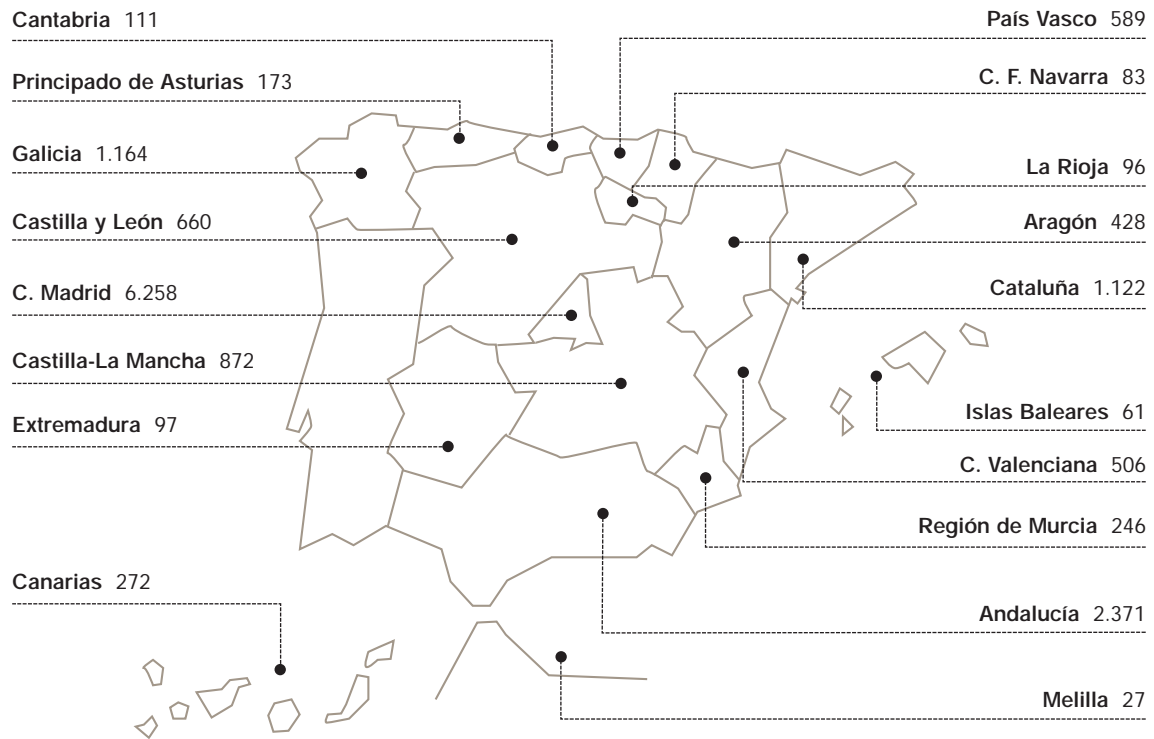 Cantabria 111
Principado de Asturias 173
Galicia 1.164
Castilla y León 660
C. Madrid 6.258
Castilla-La Mancha 872
Extremadura 97
Canarias 272
País Vasco 589
C. F. Navarra 83
La Rioja 96
Aragón 428
Cataluña 1.122
Islas Baleares 61
C. Valenciana 506
Región de Murcia 246
Andalucía 2.371
Melilla 27